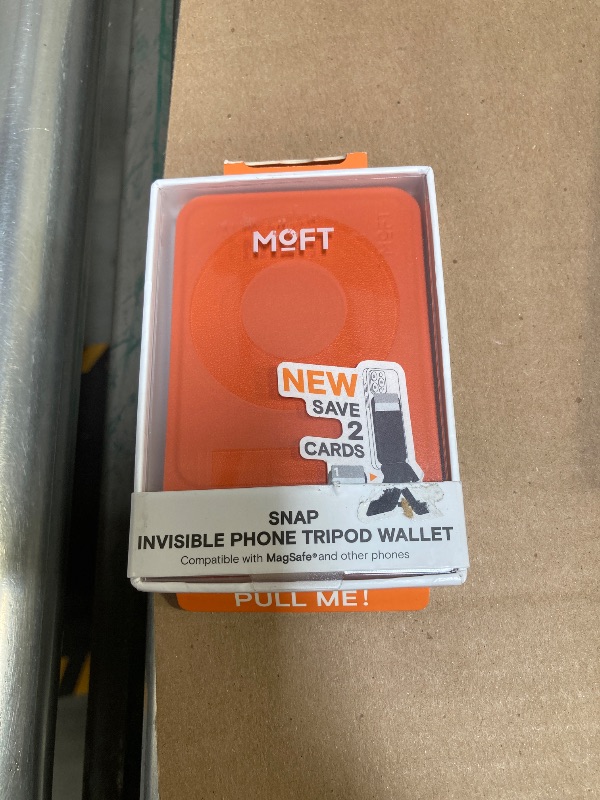 MOFT
NEW
SAVE
2
CARDS
SNAP
INVISIBLE PHONE TRIPOD WALLET
Compatible with MagSafe® and other phones
PULL ME!